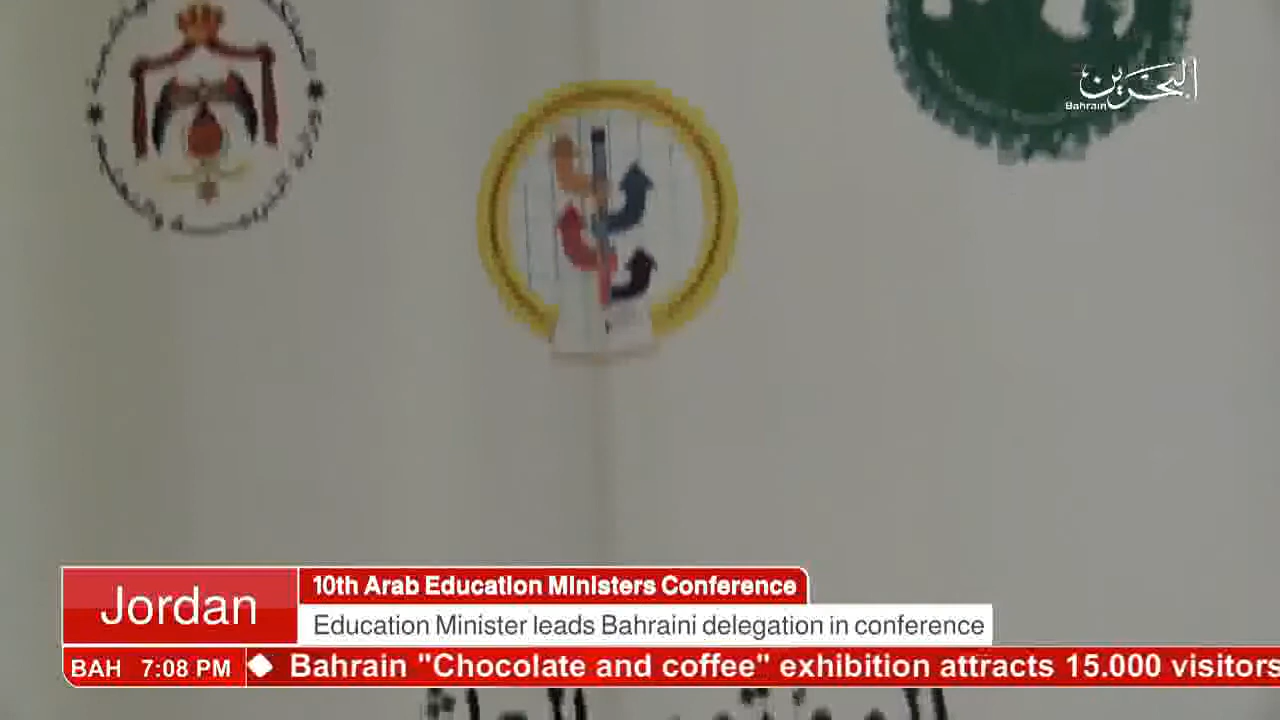 البحرين
Bahrain
Jordan
10th Arab Education Ministers Conference
Education Minister leads Bahraini delegation in conference
BAH 7:08 PM
Bahrain "Chocolate and coffee" exhibition attracts 15.000 visitors